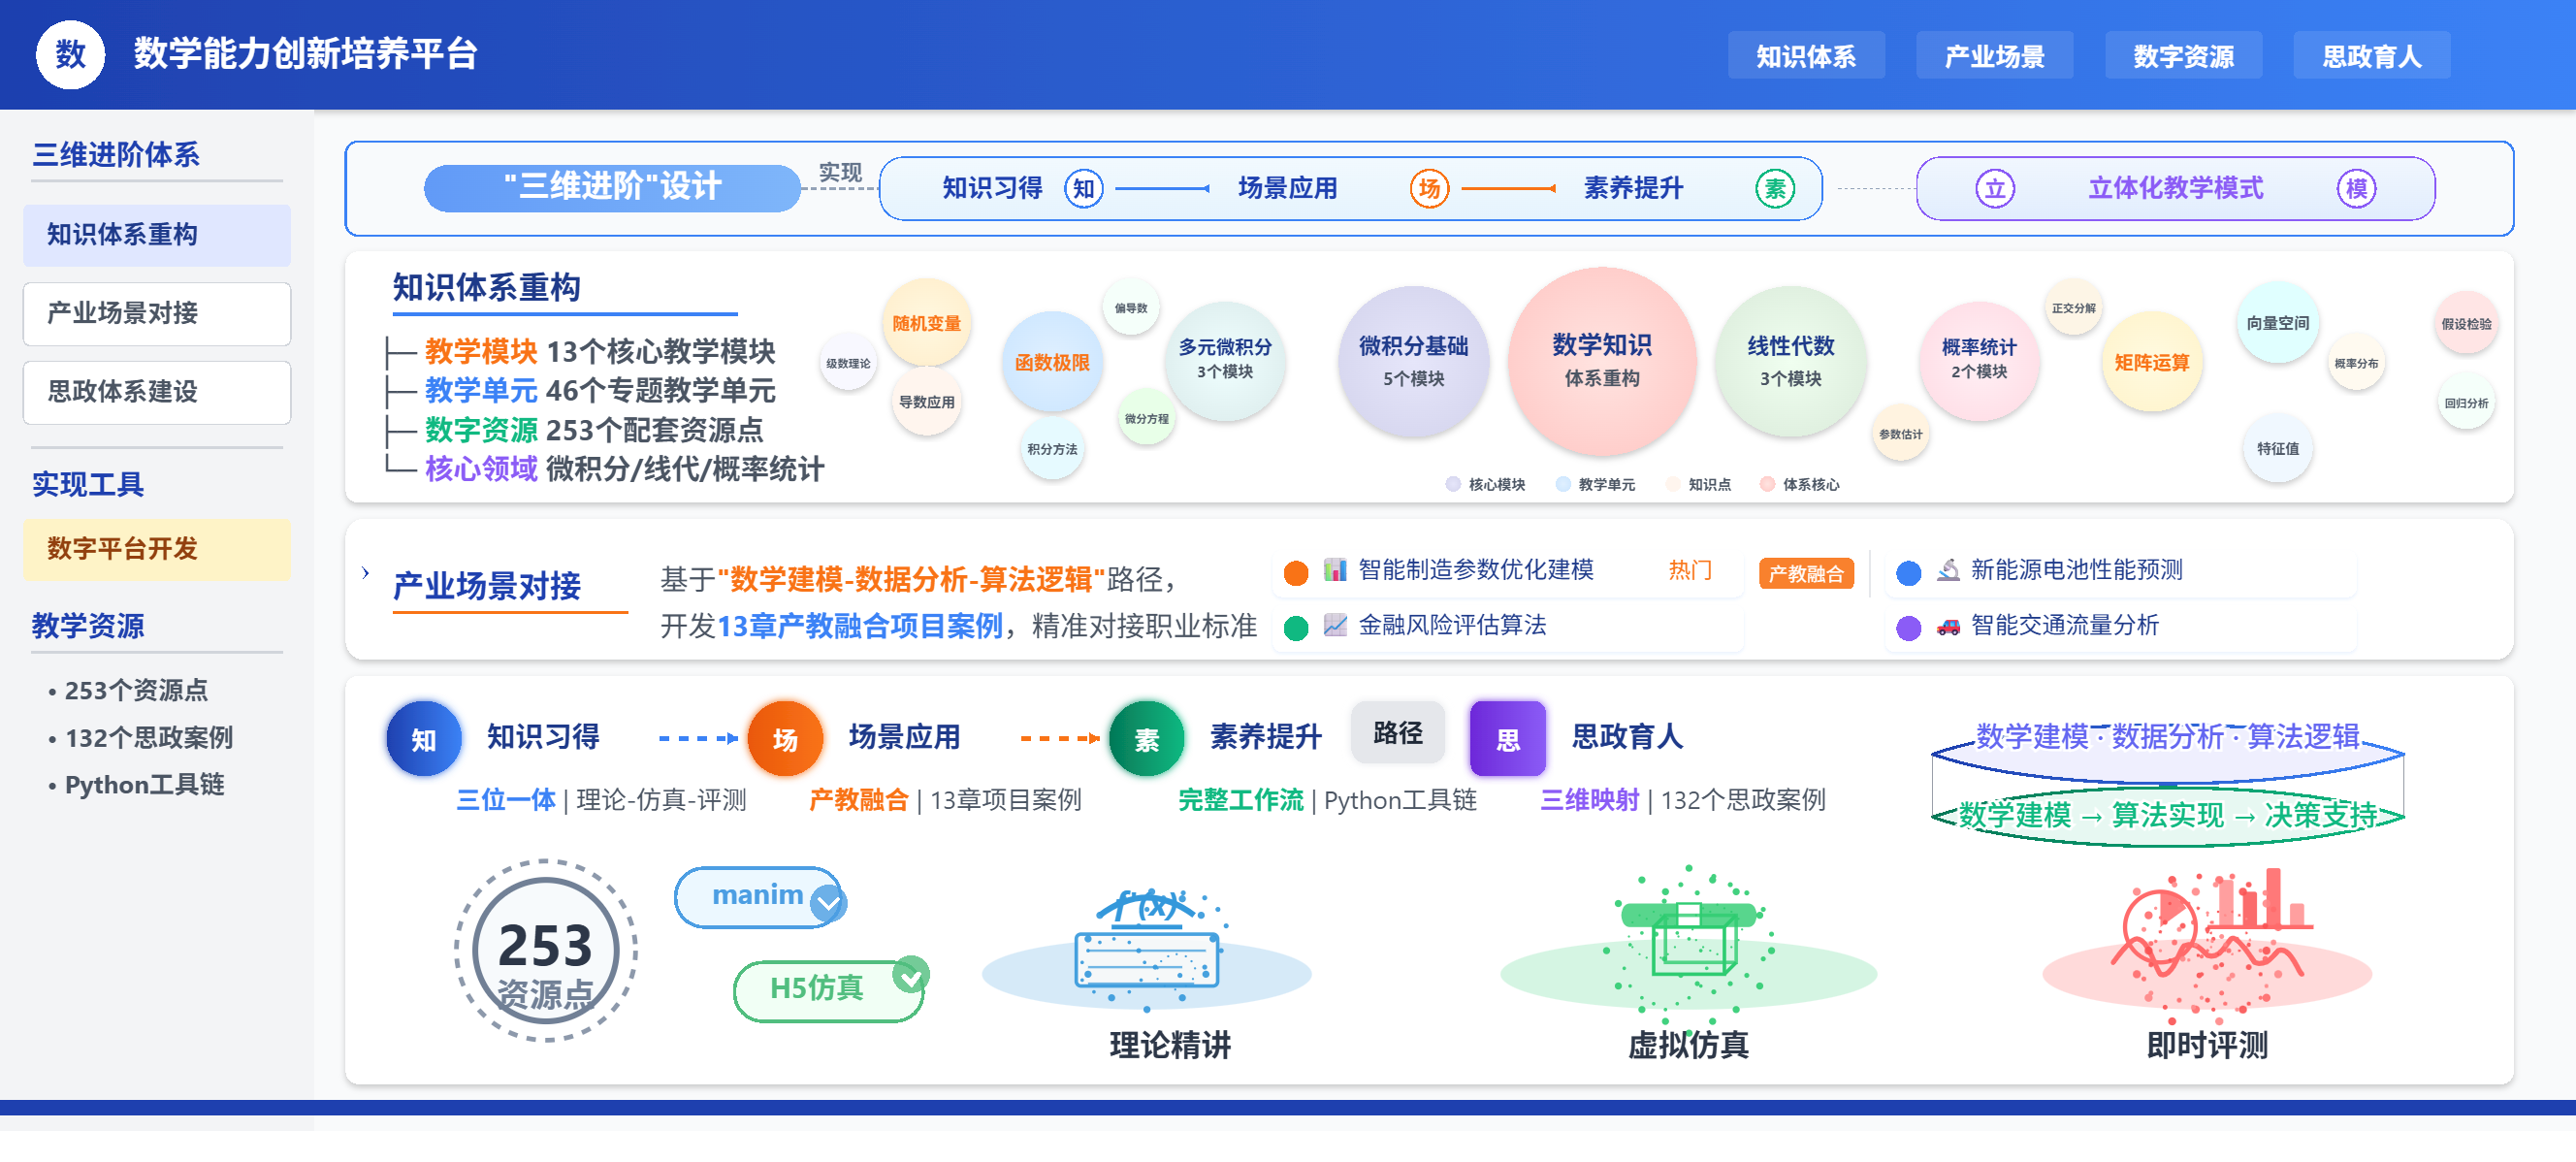 数 数学能力创新培养平台
知识体系 产业场景 数字资源 思政育人
三维进阶体系
知识体系重构
产业场景对接
思政体系建设
实现工具
数字平台开发
教学资源
• 253个资源点
• 132个思政案例
• Python工具链
"三维进阶"设计 实现 知识习得 知 场景应用 场 素养提升 素 立 立体化教学模式 模
知识体系重构
├─ 教学模块 13个核心教学模块
├─ 教学单元 46个专题教学单元
├─ 数字资源 253个配套资源点
└─ 核心领域 微积分/线代/概率统计
级数理论
随机变量
导数应用
函数极限
积分方法
偏导数
微分方程
多元微积分
3个模块
微积分基础
5个模块
数学知识
体系重构
线性代数
3个模块
参数估计
概率统计
2个模块
正交分解
矩阵运算
向量空间
特征值
概率分布
假设检验
回归分析
核心模块 教学单元 知识点 体系核心
› 产业场景对接
基于"数学建模-数据分析-算法逻辑"路径，
开发13章产教融合项目案例，精准对接职业标准
智能制造参数优化建模 热门 产教融合 新能源电池性能预测
金融风险评估算法 智能交通流量分析
知 知识习得 场 场景应用 素 素养提升 路径 思 思政育人
三位一体 | 理论-仿真-评测 产教融合 | 13章项目案例 完整工作流 | Python工具链 三维映射 | 132个思政案例
数学建模·数据分析·算法逻辑
数学建模 → 算法实现 → 决策支持
253
资源点
manim
H5仿真
f(x)
理论精讲 虚拟仿真 即时评测